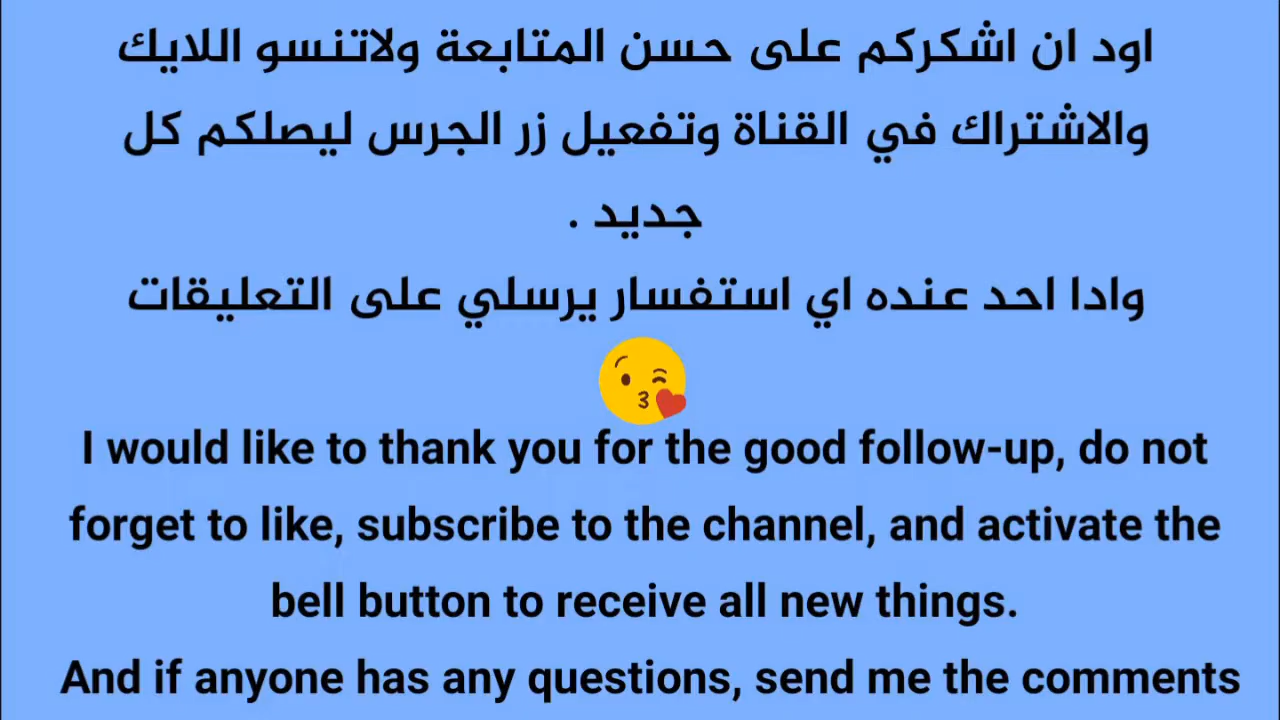 اود ان اشكركم على حسن المتابعة ولاتنسو اللايك
والاشتراك في القناة وتفعيل زر الجرس ليصلكم كل
جديد .
وادا احد عنده اي استفسار يرسلي على التعليقات
😘
I would like to thank you for the good follow-up, do not
forget to like, subscribe to the channel, and activate the
bell button to receive all new things.
And if anyone has any questions, send me the comments